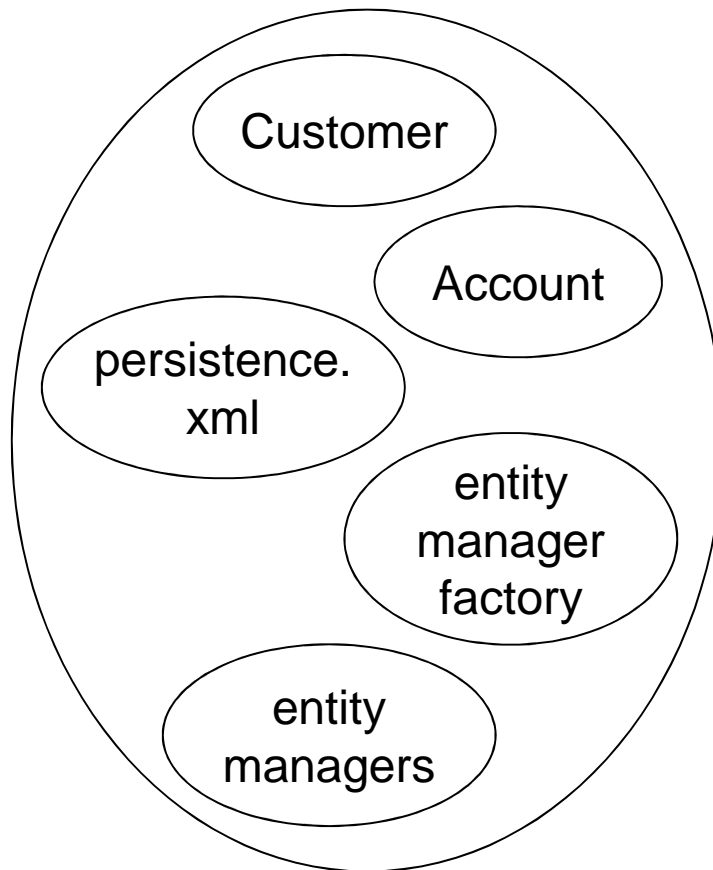 Customer
Account
persistence.
xml
entity
manager
factory
entity
managers